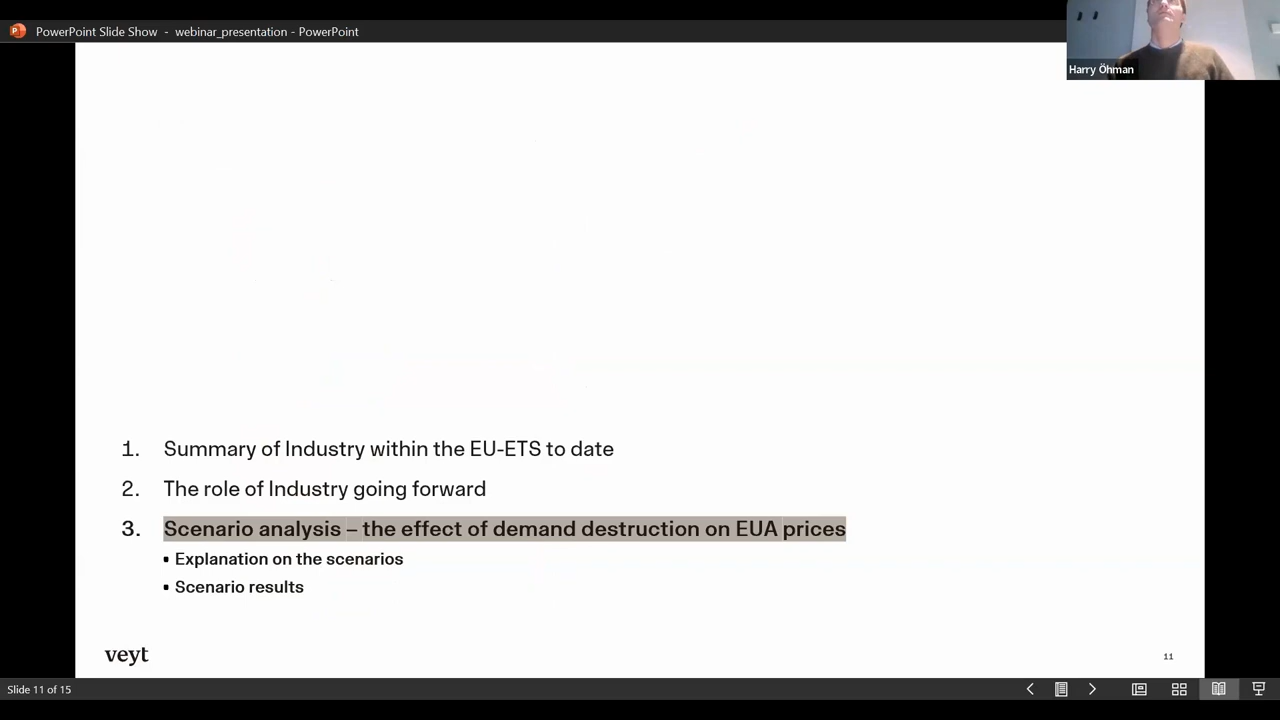 PowerPoint Slide Show - webinar_presentation - PowerPoint
Harry Öhman
1. Summary of Industry within the EU-ETS to date
2. The role of Industry going forward
3. Scenario analysis – the effect of demand destruction on EUA prices
▪ Explanation on the scenarios
▪ Scenario results
veyt
11
Slide 11 of 15